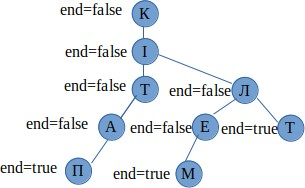 end=false К
end=false І
end=false Т end=false Л
end=false А end=false Е end=true Т
end=true П end=true М